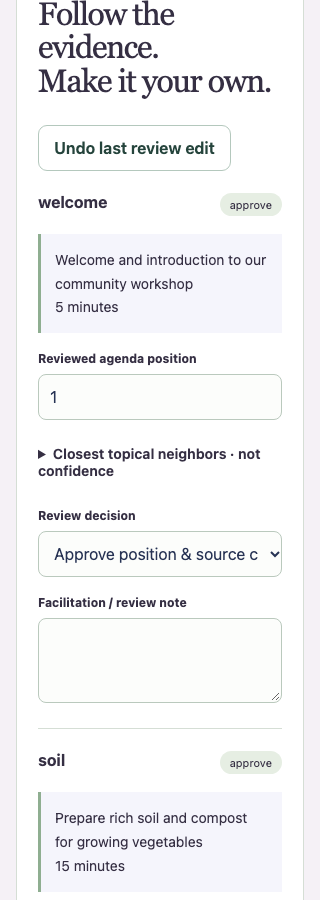 Follow the
evidence.
Make it your own.
Undo last review edit
welcome
approve
Welcome and introduction to our
community workshop
5 minutes
Reviewed agenda position
1
Closest topical neighbors · not
confidence
Review decision
Approve position & source c
Facilitation / review note
soil
approve
Prepare rich soil and compost
for growing vegetables
15 minutes